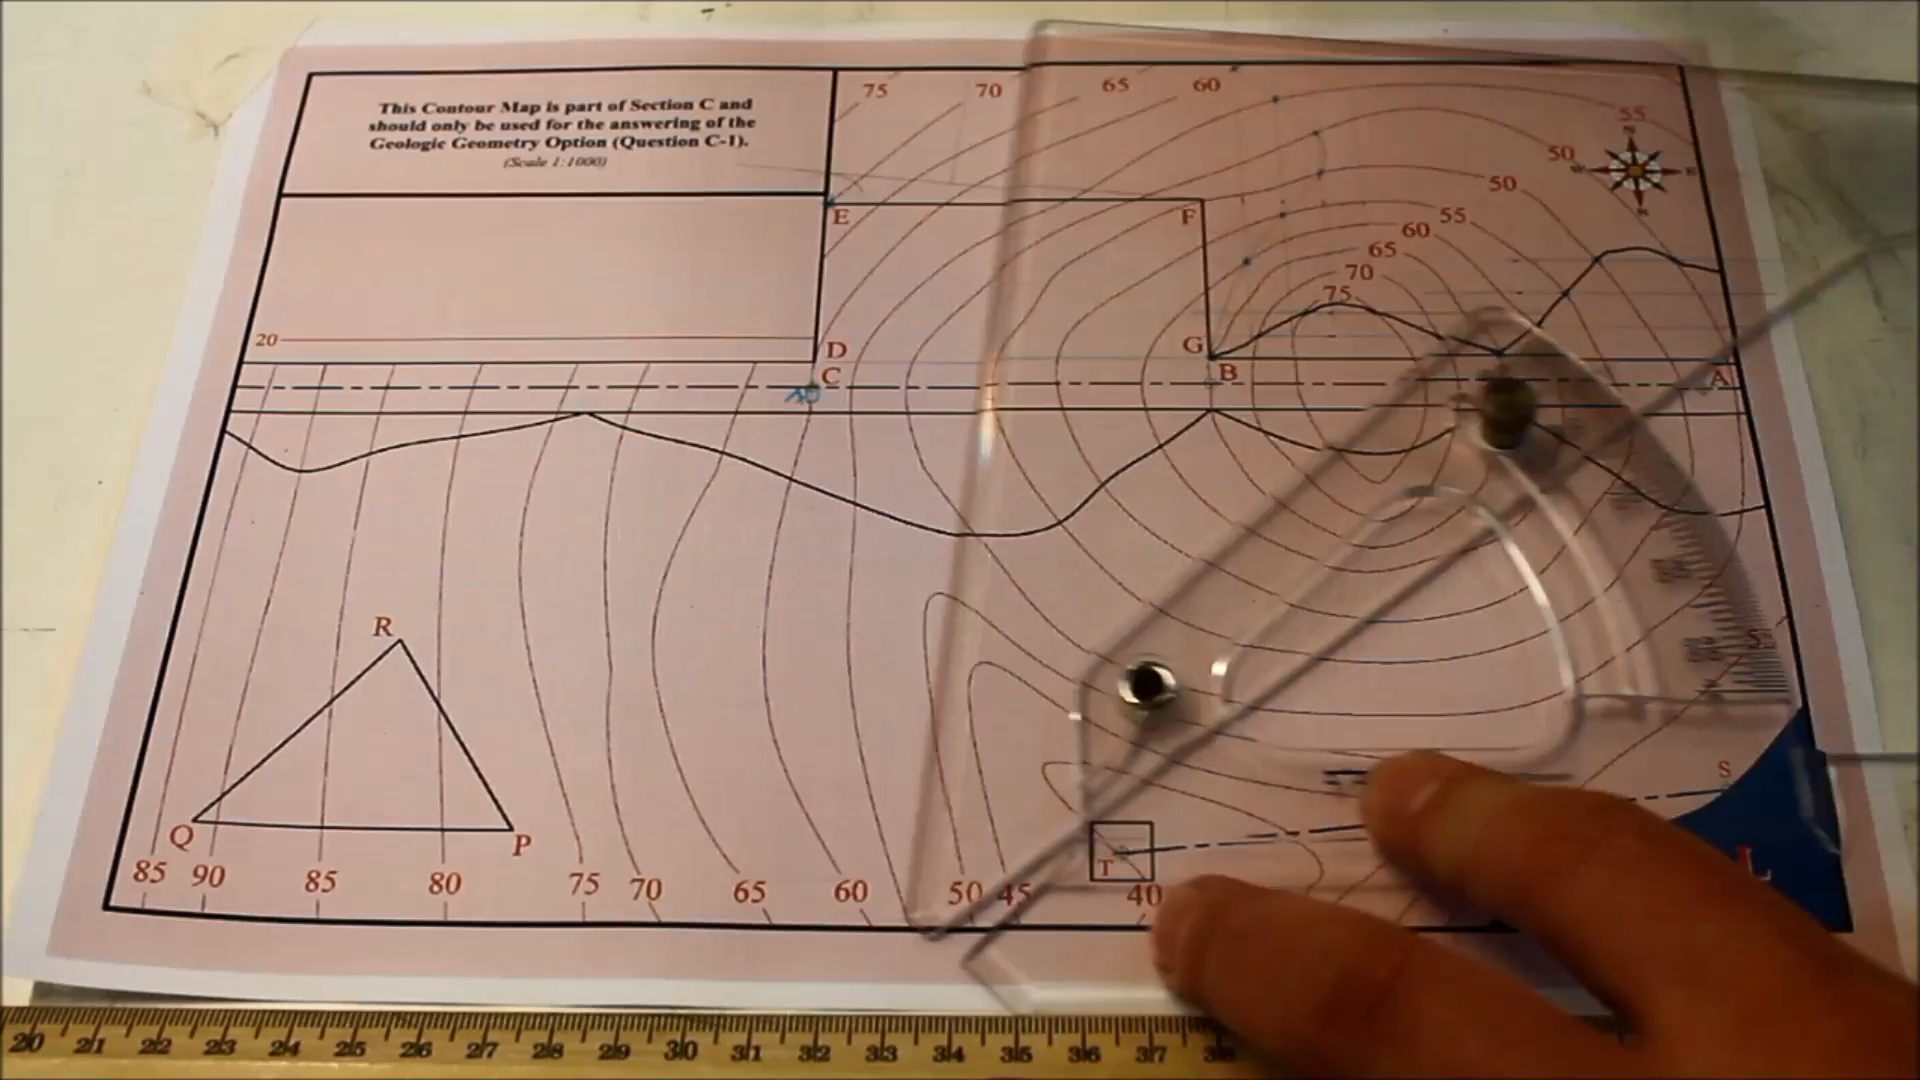 This Contour Map is part of Section C and
should only be used for the answering of the
Geologic Geometry Option (Question C-1).
(Scale 1:1000)
75 70 65 60
55
50
N
W E
50
55
60
65
70
75
E F
20
D G
C B A
R
S
Q P
T
L
85 90 85 80 75 70 65 60 50 45 40
20 21 22 23 24 25 26 27 28 29 30 31 32 33 34 35 36 37 38